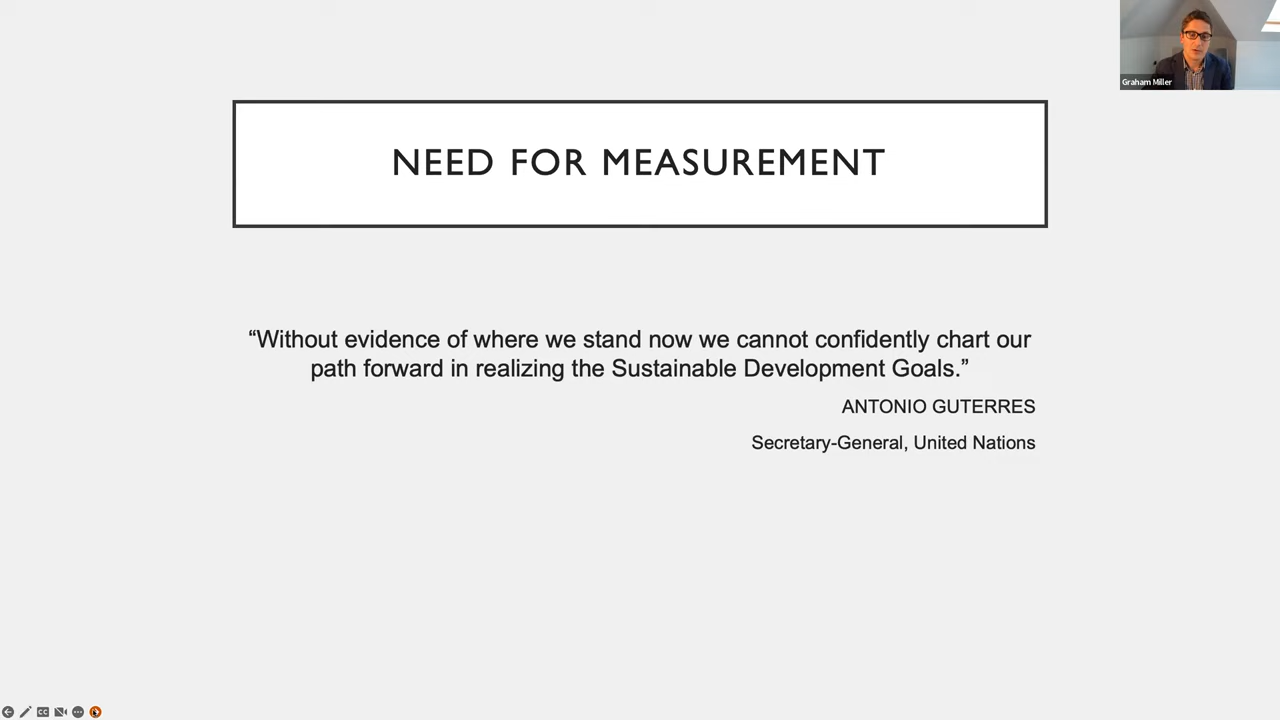 Graham Miller
NEED FOR MEASUREMENT
“Without evidence of where we stand now we cannot confidently chart our
path forward in realizing the Sustainable Development Goals.”
ANTONIO GUTERRES
Secretary-General, United Nations
CC